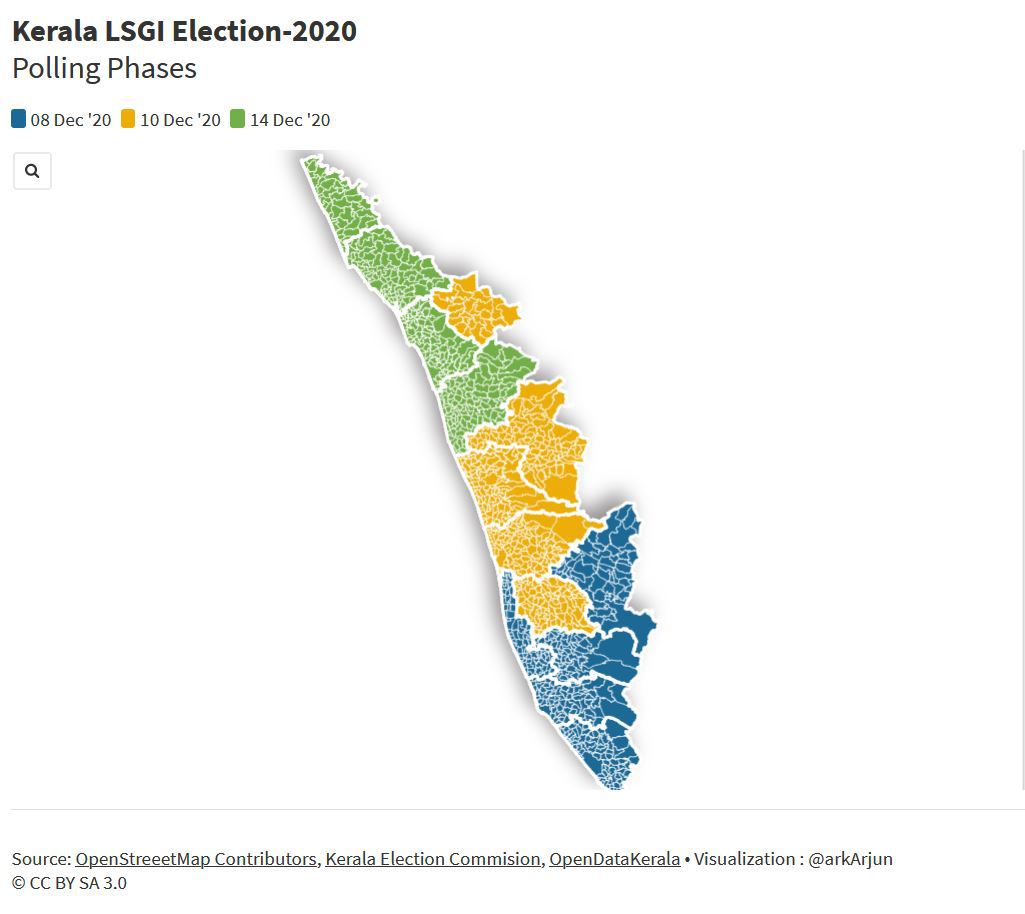 Kerala LSGI Election-2020
Polling Phases
08 Dec '20 10 Dec '20 14 Dec '20
Source: OpenStreeetMap Contributors, Kerala Election Commision, OpenDataKerala • Visualization : @arkArjun
© CC BY SA 3.0